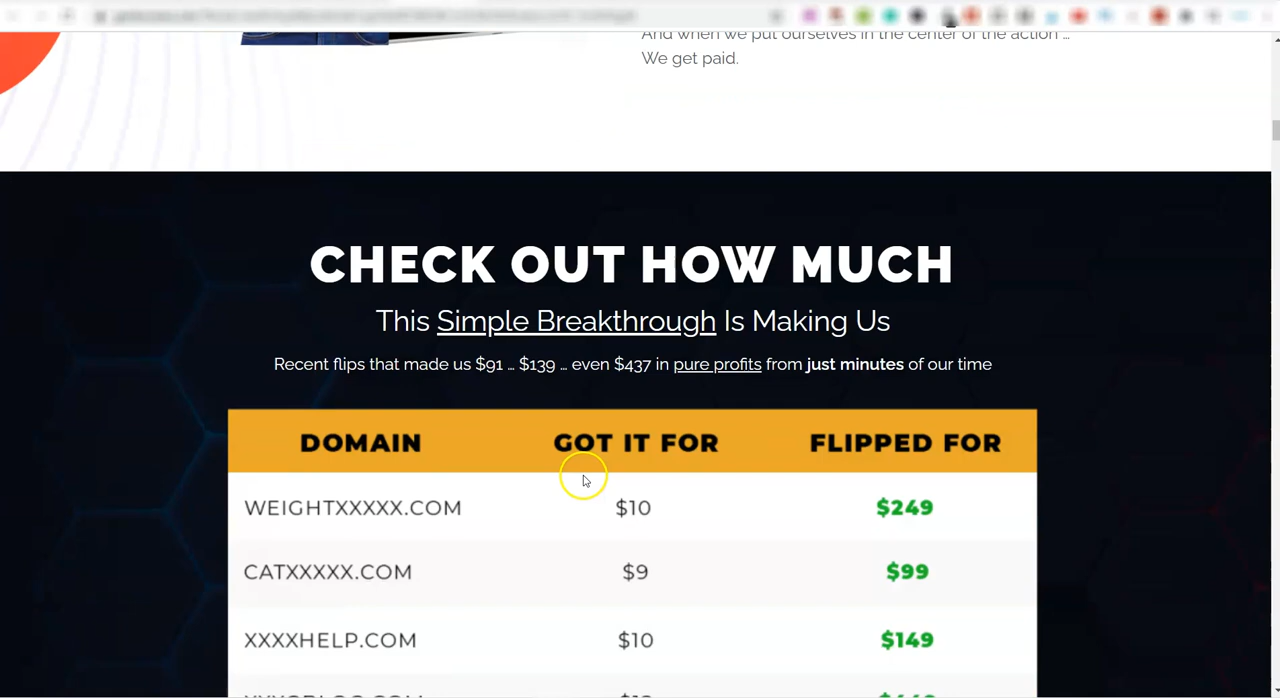 And when we put ourselves in the center of the action …
We get paid.
CHECK OUT HOW MUCH
This Simple Breakthrough Is Making Us
Recent flips that made us $91 … $139 … even $437 in pure profits from just minutes of our time
DOMAIN GOT IT FOR FLIPPED FOR
WEIGHTXXXXX.COM $10 $249
CATXXXXX.COM $9 $99
XXXXHELP.COM $10 $149